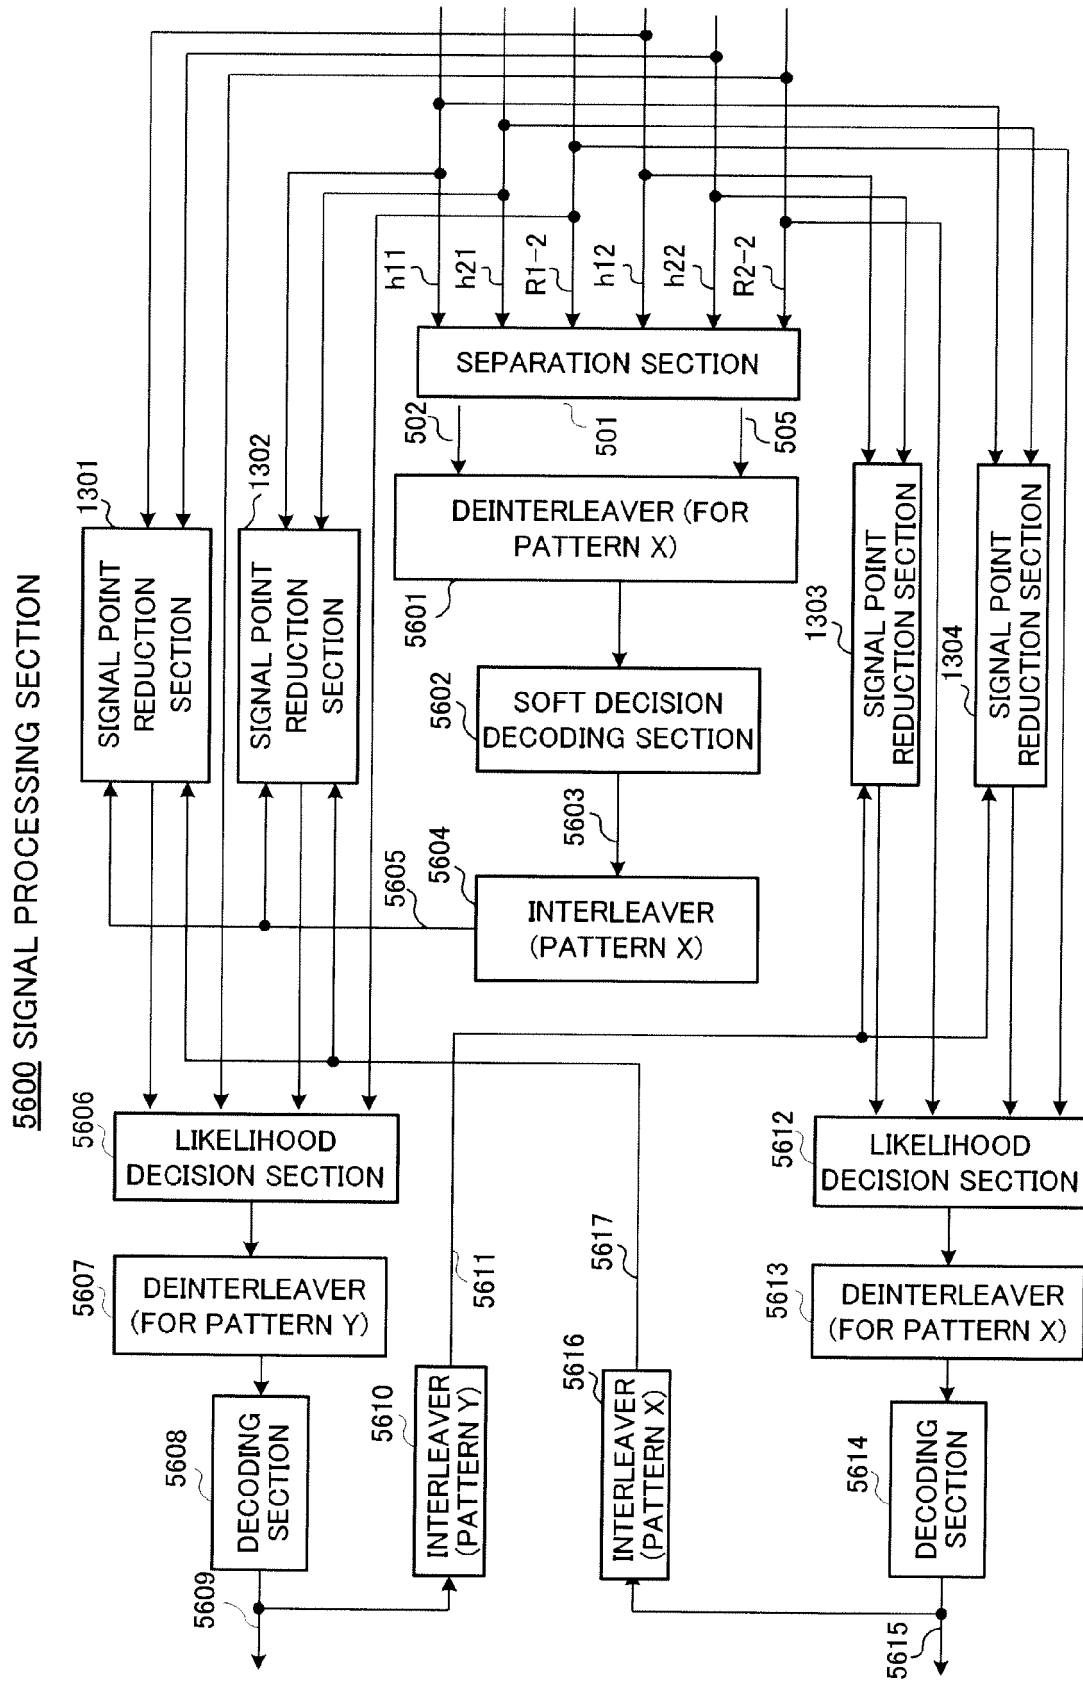 5600 SIGNAL PROCESSING SECTION
1301
SIGNAL POINT
REDUCTION
SECTION
1302
SIGNAL POINT
REDUCTION
SECTION
h11
h21
R1-2
h12
h22
R2-2
SEPARATION SECTION
501
502
505
DEINTERLEAVER (FOR
PATTERN X)
5601
SOFT DECISION
DECODING SECTION
5602
5603
5604
INTERLEAVER
(PATTERN X)
5605
1303
SIGNAL POINT
REDUCTION SECTION
1304
SIGNAL POINT
REDUCTION SECTION
5606
LIKELIHOOD
DECISION SECTION
5607
DEINTERLEAVER
(FOR PATTERN Y)
5608
DECODING
SECTION
5609
5610
INTERLEAVER
(PATTERN Y)
5611
5612
LIKELIHOOD
DECISION SECTION
5613
DEINTERLEAVER
(FOR PATTERN X)
5614
DECODING
SECTION
5615
5616
INTERLEAVER
(PATTERN X)
5617